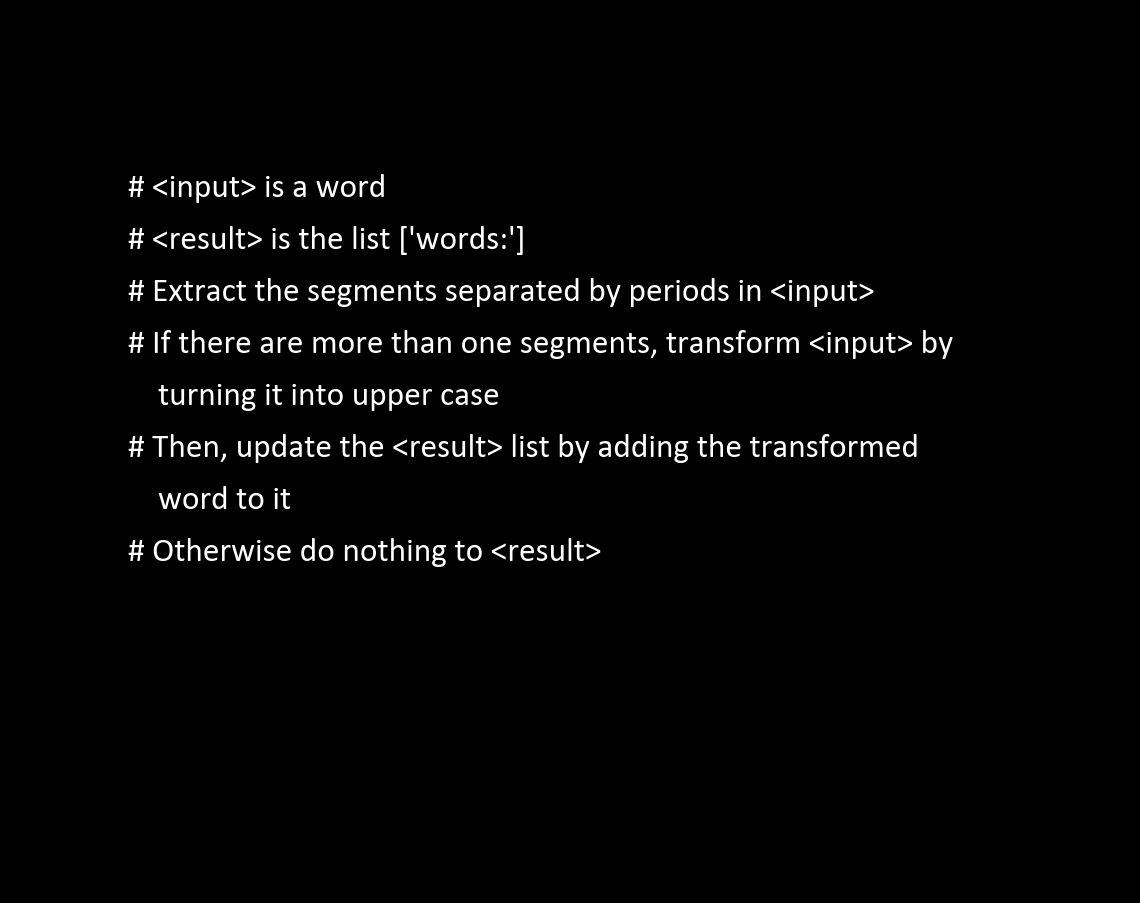 # <input> is a word
# <result> is the list ['words:']
# Extract the segments separated by periods in <input>
# If there are more than one segments, transform <input> by
turning it into upper case
# Then, update the <result> list by adding the transformed
word to it
# Otherwise do nothing to <result>